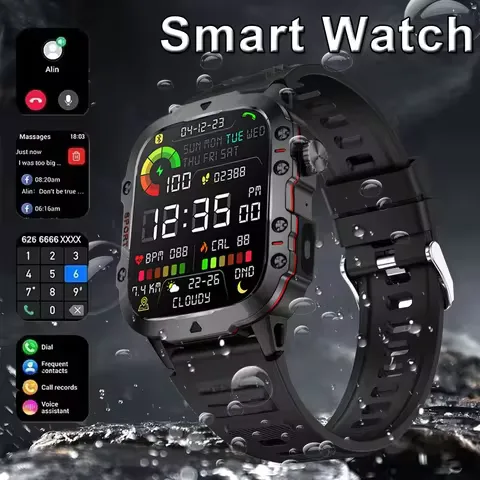 Smart Watch
Alin
Massages 18:03
Just now
I was too big ...
08:20am
Alin: Don't be true ...
06:16am
626 6666 XXXX
1 2 3
4 5 6
7 8 9
0
Dial
Frequent
contacts
Call records
Voice
assistant
04-12-23
SUN MON TUE WED
THU FRI SAT
100 02388
PM
12:35 00
SPORT
BPM 088 CAL 88
7.4 KM 22-26 DND
CLOUDY